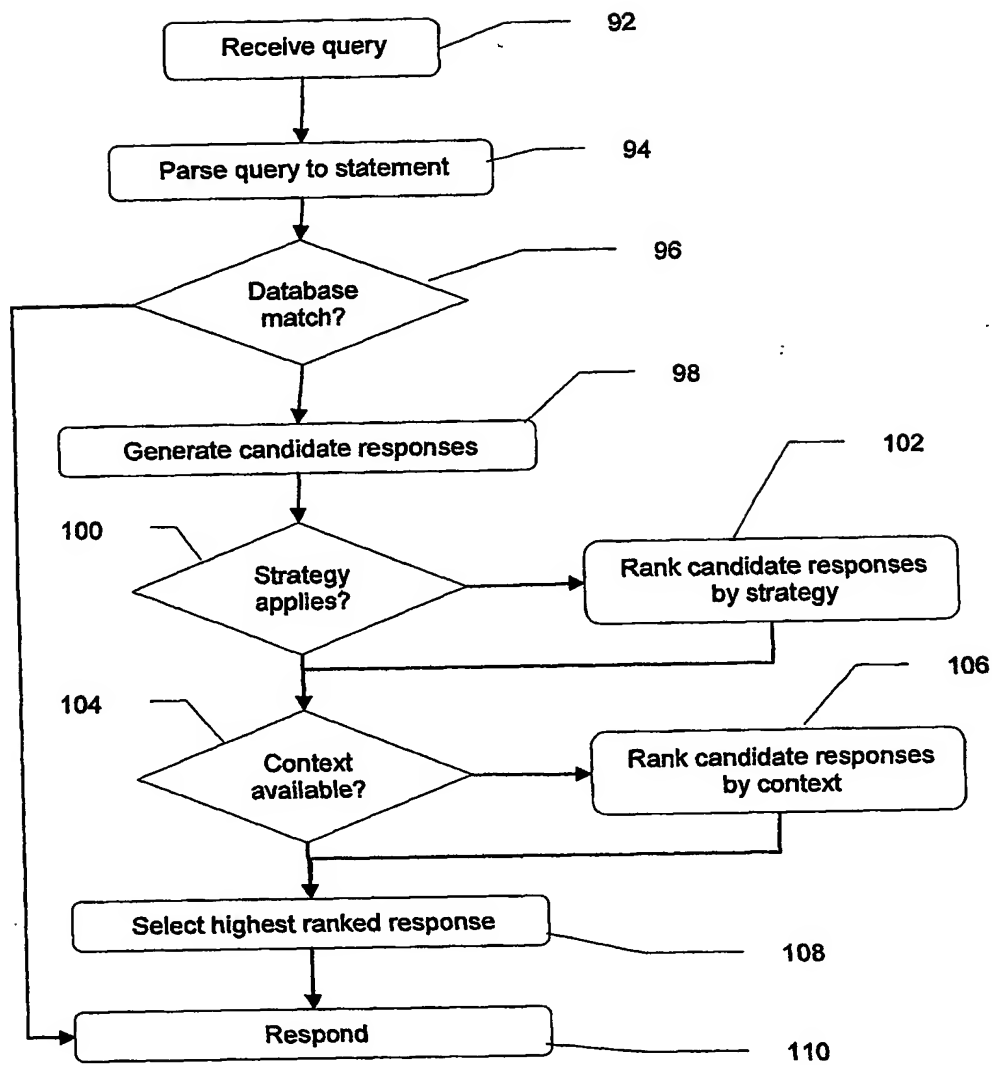 92
Receive query
94
Parse query to statement
96
Database
match?
98
Generate candidate responses
102
100
Rank candidate responses
by strategy
Strategy
applies?
106
104
Rank candidate responses
by context
Context
available?
Select highest ranked response
108
Respond
110